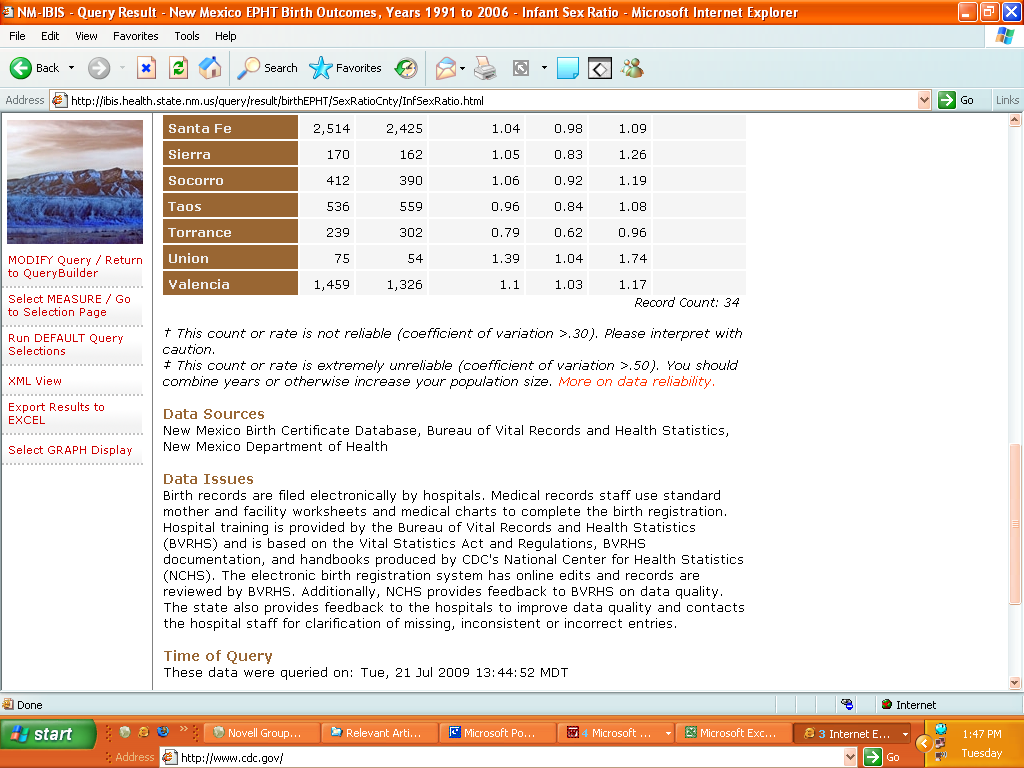 NM-IBIS - Query Result - New Mexico EPHT Birth Outcomes, Years 1991 to 2006 - Infant Sex Ratio - Microsoft Internet Explorer
File Edit View Favorites Tools Help
Back Search Favorites
Address http://ibis.health.state.nm.us/query/result/birthEPHT/SexRatioCnty/InfSexRatio.html Go Links
Santa Fe 2,514 2,425 1.04 0.98 1.09
Sierra 170 162 1.05 0.83 1.26
Socorro 412 390 1.06 0.92 1.19
Taos 536 559 0.96 0.84 1.08
Torrance 239 302 0.79 0.62 0.96
Union 75 54 1.39 1.04 1.74
Valencia 1,459 1,326 1.1 1.03 1.17
Record Count: 34
MODIFY Query / Return
to QueryBuilder
Select MEASURE / Go
to Selection Page
Run DEFAULT Query
Selections
XML View
Export Results to
EXCEL
Select GRAPH Display
† This count or rate is not reliable (coefficient of variation >.30). Please interpret with
caution.
‡ This count or rate is extremely unreliable (coefficient of variation >.50). You should
combine years or otherwise increase your population size. More on data reliability.
Data Sources
New Mexico Birth Certificate Database, Bureau of Vital Records and Health Statistics,
New Mexico Department of Health
Data Issues
Birth records are filed electronically by hospitals. Medical records staff use standard
mother and facility worksheets and medical charts to complete the birth registration.
Hospital training is provided by the Bureau of Vital Records and Health Statistics
(BVRHS) and is based on the Vital Statistics Act and Regulations, BVRHS
documentation, and handbooks produced by CDC's National Center for Health Statistics
(NCHS). The electronic birth registration system has online edits and records are
reviewed by BVRHS. Additionally, NCHS provides feedback to BVRHS on data quality.
The state also provides feedback to the hospitals to improve data quality and contacts
the hospital staff for clarification of missing, inconsistent or incorrect entries.
Time of Query
These data were queried on: Tue, 21 Jul 2009 13:44:52 MDT
Done Internet
start Novell Group... Relevant Arti... Microsoft Po... 4 Microsoft ... Microsoft Exc... 3 Internet E... 1:47 PM
Address http://www.cdc.gov/ Go Tuesday